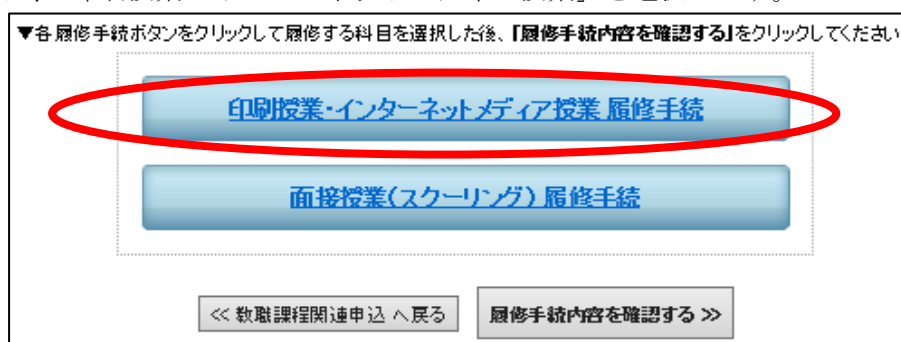 ▼各履修手続ボタンをクリックして履修する科目を選択した後、「履修手続内容を確認する」をクリックしてください
印刷授業・インターネットメディア授業 履修手続
面接授業(スクーリング) 履修手続
<< 教職課程関連申込 へ戻る
履修手続内容を確認する >>